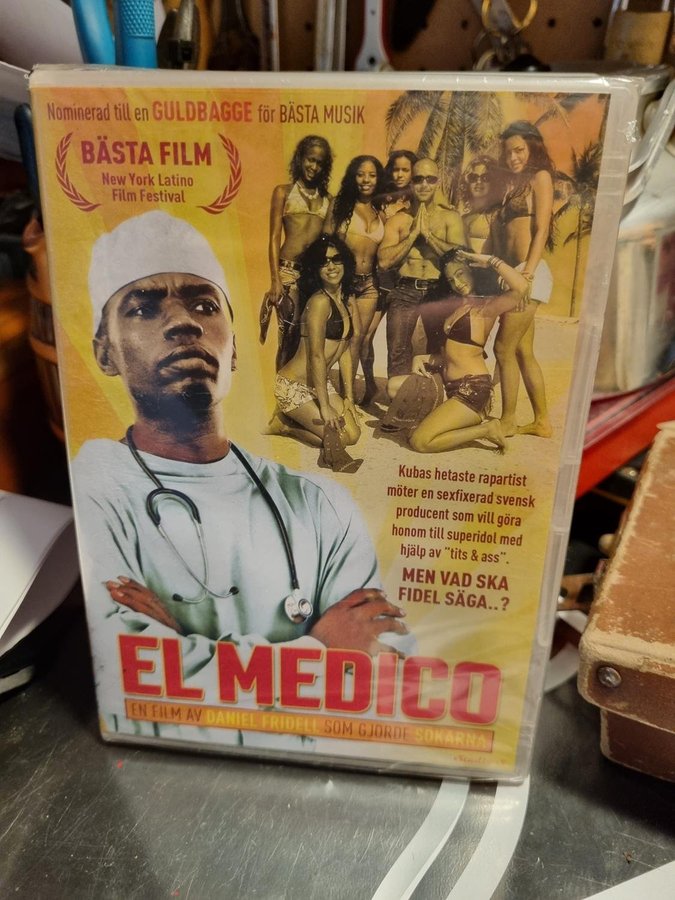 Nominerad till en GULDBAGGE för BÄSTA MUSIK
BÄSTA FILM
New York Latino
Film Festival
Kubas hetaste rapartist
möter en sexfixerad svensk
producent som vill göra
honom till superidol med
hjälp av "tits & ass".
MEN VAD SKA
FIDEL SÄGA..?
EL MEDICO
EN FILM AV DANIEL FRIDELL SOM GJORDE SÖKARNA